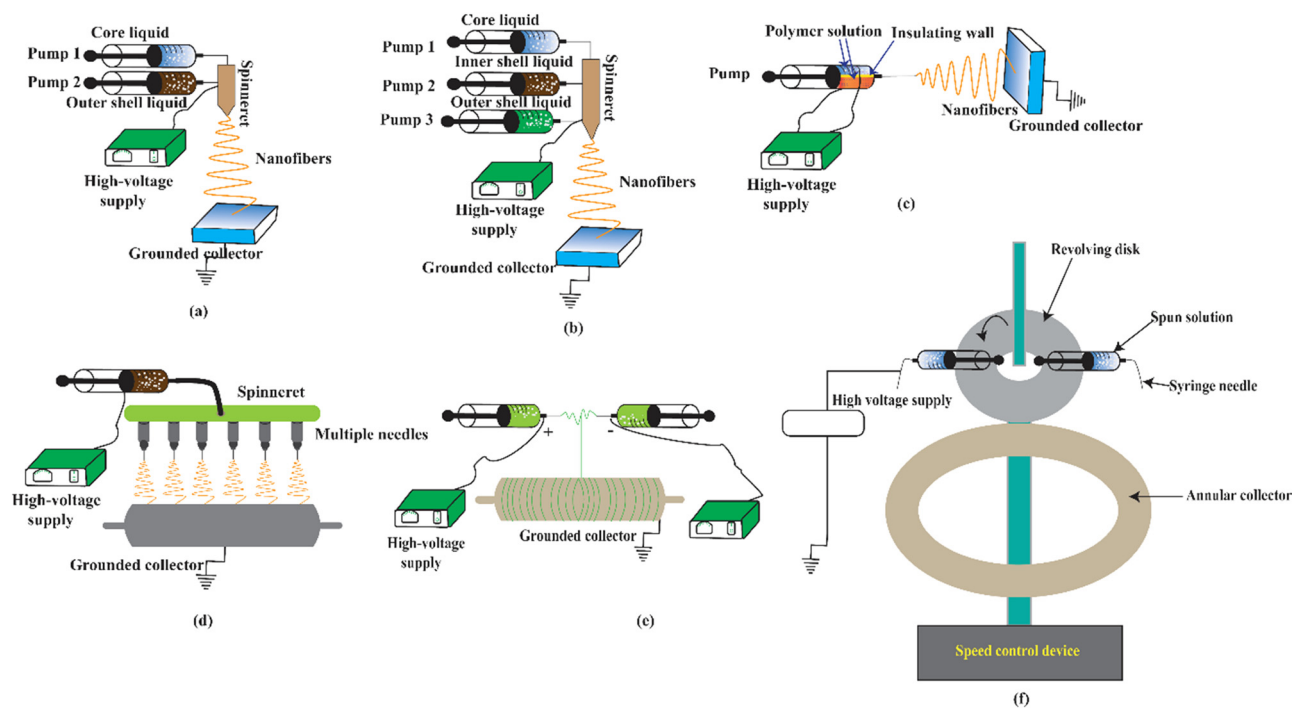 Core liquid
Pump 1
Pump 2
Outer shell liquid
Spinneret
High-voltage
supply
Nanofibers
Grounded collector
(a)
Core liquid
Pump 1
Inner shell liquid
Pump 2
Outer shell liquid
Pump 3
Spinneret
High-voltage
supply
Nanofibers
Grounded collector
(b)
Polymer solution
Insulating wall
Pump
High-voltage
supply
Nanofibers
Grounded collector
(c)
Spinneret
Multiple needles
High-voltage
supply
Grounded collector
(d)
+
-
High-voltage
supply
Grounded collector
(e)
Revolving disk
Spun solution
Syringe needle
High voltage supply
Annular collector
Speed control device
(f)